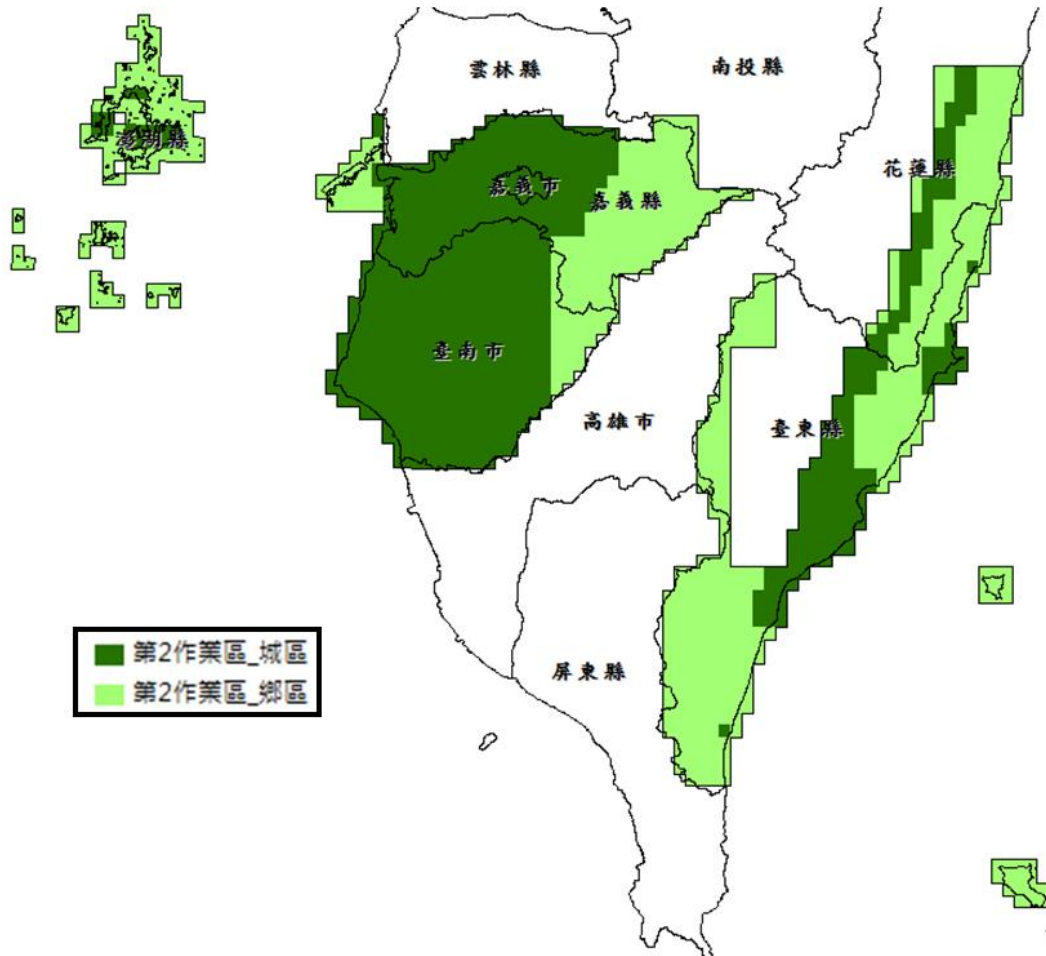 雲林縣
南投縣
澎湖縣
花蓮縣
嘉義市
嘉義縣
臺南市
高雄市
臺東縣
屏東縣
第2作業區_城區
第2作業區_鄉區